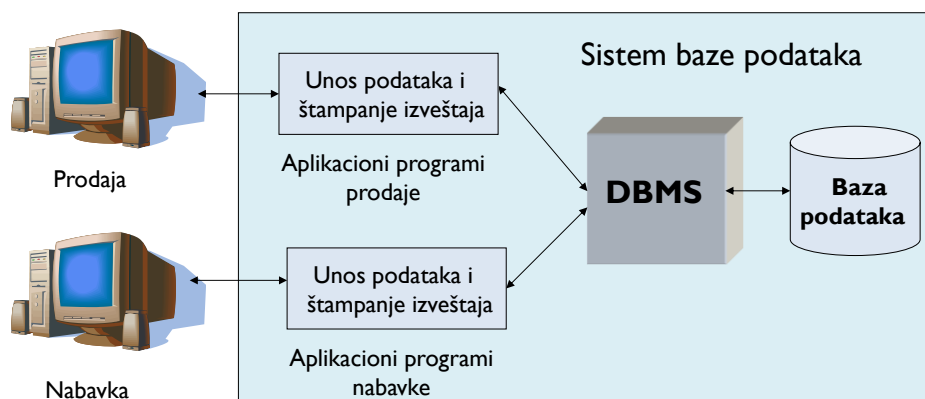 Sistem baze podataka
Unos podataka i
štampanje izveštaja
Prodaja
Aplikacioni programi
prodaje
DBMS
Baza
podataka
Unos podataka i
štampanje izveštaja
Nabavka
Aplikacioni programi
nabavke